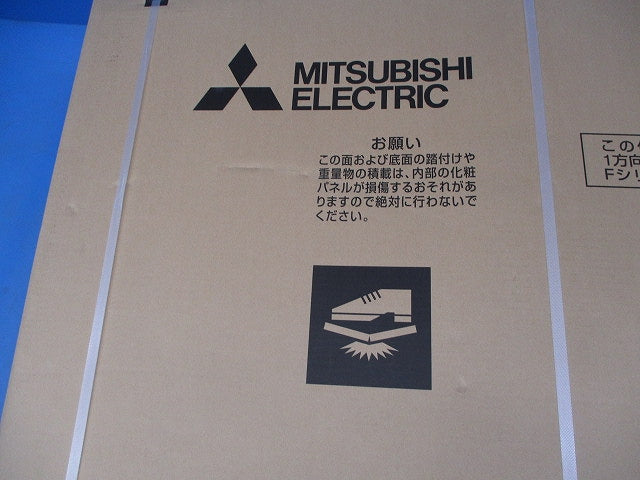 MITSUBISHI
ELECTRIC
お願い
この面および底面の踏付けや
重量物の積載は、内部の化粧
パネルが損傷するおそれがあ
りますので絶対に行わないで
ください。
この
1方向
Fシリ